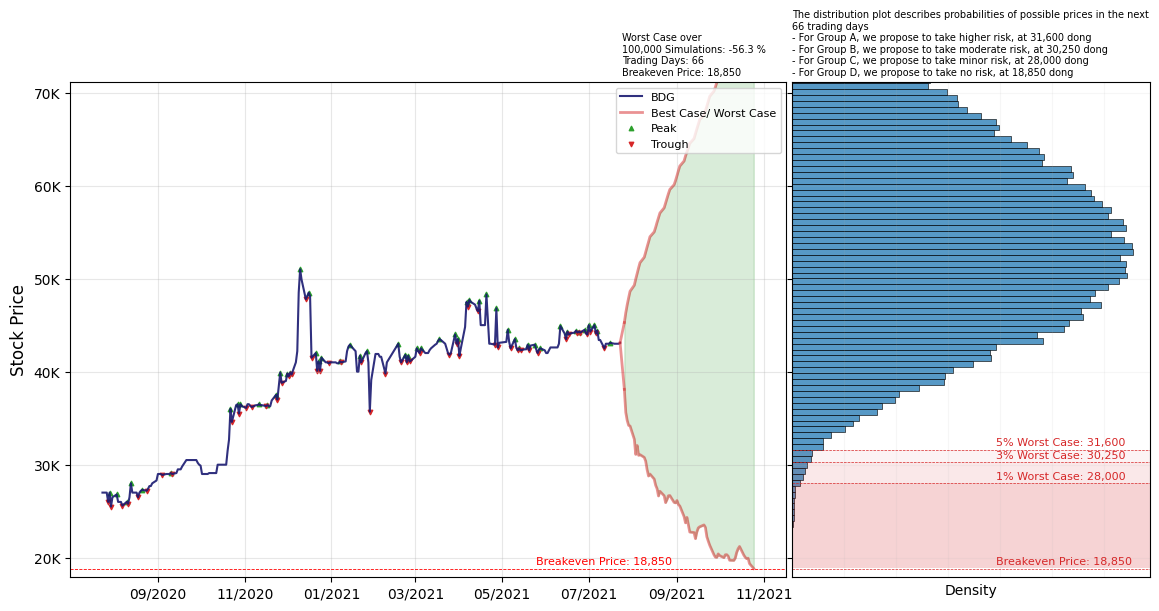 The distribution plot describes probabilities of possible prices in the next
66 trading days
- For Group A, we propose to take higher risk, at 31,600 dong
- For Group B, we propose to take moderate risk, at 30,250 dong
- For Group C, we propose to take minor risk, at 28,000 dong
- For Group D, we propose to take no risk, at 18,850 dong
Worst Case over
100,000 Simulations: -56.3 %
Trading Days: 66
Breakeven Price: 18,850
BDG
Best Case/ Worst Case
Peak
Trough
Stock Price
70K
60K
50K
40K
30K
20K
Breakeven Price: 18,850
09/2020
11/2020
01/2021
03/2021
05/2021
07/2021
09/2021
11/2021
5% Worst Case: 31,600
3% Worst Case: 30,250
1% Worst Case: 28,000
Breakeven Price: 18,850
Density